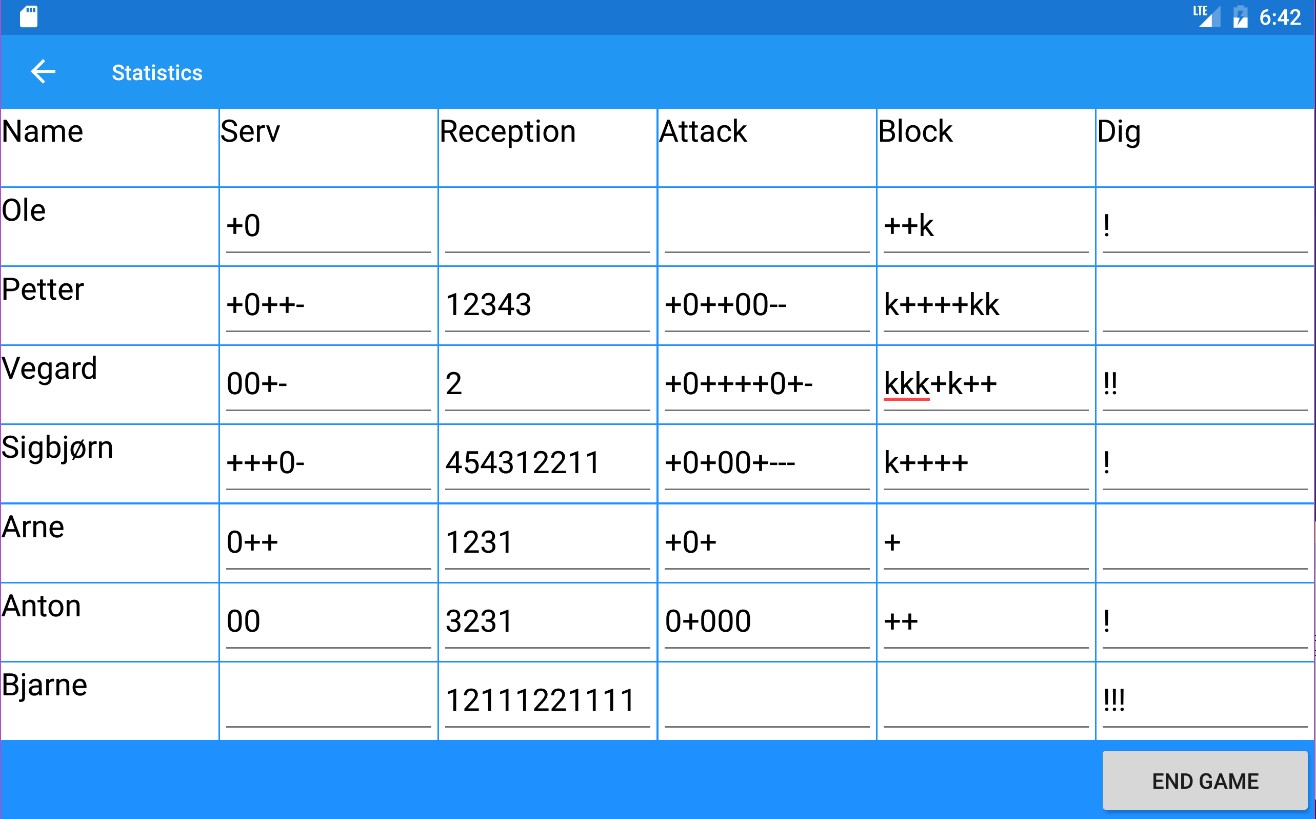 LTE 6:42
Statistics
Name Serv Reception Attack Block Dig
Ole +0 ++k !
Petter +0++- 12343 +0++00-- k++++kk
Vegard 00+- 2 +0++++0+- kkk+k++ !!
Sigbjørn +++0- 454312211 +0+00+--- k++++ !
Arne 0++ 1231 +0+ +
Anton 00 3231 0+000 ++ !
Bjarne 12111221111 !!!
END GAME